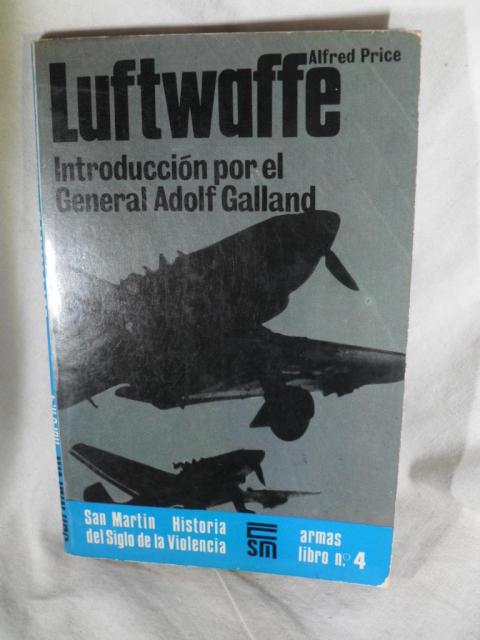 Alfred Price
Luftwaffe
Introducción por el
General Adolf Galland
San Martin Historia
del Siglo de la Violencia
SM
armas
libro n.º 4